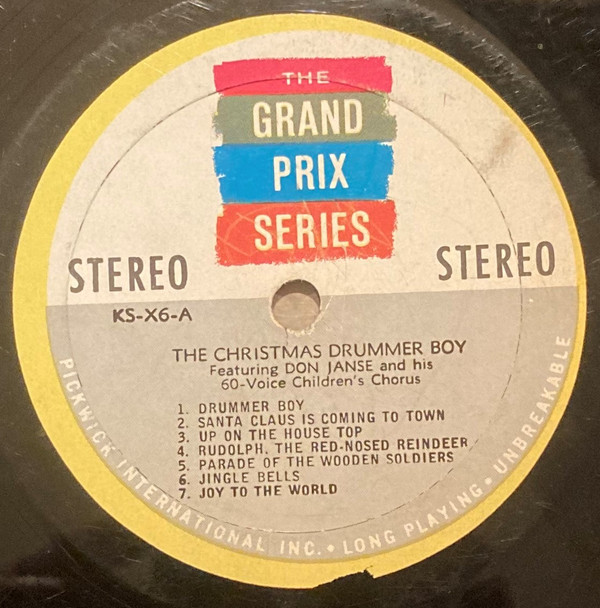 THE
GRAND
PRIX
SERIES
STEREO
STEREO
KS-X6-A
THE CHRISTMAS DRUMMER BOY
Featuring DON JANSE and his
60-Voice Children's Chorus
1. DRUMMER BOY
2. SANTA CLAUS IS COMING TO TOWN
3. UP ON THE HOUSE TOP
4. RUDOLPH, THE RED-NOSED REINDEER
5. PARADE OF THE WOODEN SOLDIERS
6. JINGLE BELLS
7. JOY TO THE WORLD
PICKWICK INTERNATIONAL INC. • LONG PLAYING • UNBREAKABLE